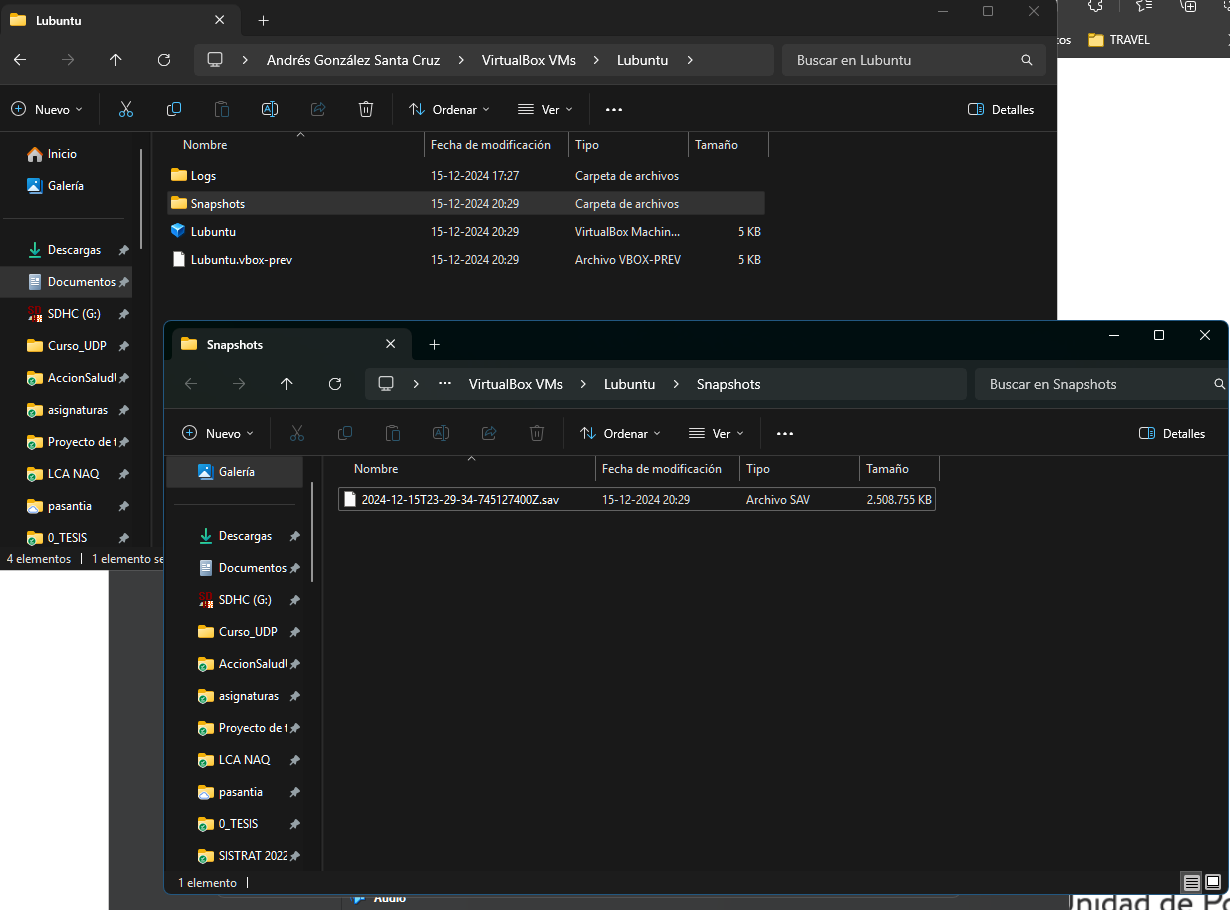 Lubuntu
TRAVEL
Andrés González Santa Cruz > VirtualBox VMs > Lubuntu >
Buscar en Lubuntu
Nuevo
Ordenar
Ver
Detalles
Nombre Fecha de modificación Tipo Tamaño
Inicio
Galería
Descargas
Documentos
SDHC (G:)
Curso_UDP
AccionSaludI
asignaturas
Proyecto de t
LCA NAQ
pasantia
0_TESIS
Logs 15-12-2024 17:27 Carpeta de archivos
Snapshots 15-12-2024 20:29 Carpeta de archivos
Lubuntu 15-12-2024 20:29 VirtualBox Machin... 5 KB
Lubuntu.vbox-prev 15-12-2024 20:29 Archivo VBOX-PREV 5 KB
4 elementos | 1 elemento se
Snapshots
... VirtualBox VMs > Lubuntu > Snapshots
Buscar en Snapshots
Nuevo
Ordenar
Ver
Detalles
Nombre Fecha de modificación Tipo Tamaño
Galería
Descargas
Documentos
SDHC (G:)
Curso_UDP
AccionSaludI
asignaturas
Proyecto de t
LCA NAQ
pasantia
0_TESIS
SISTRAT 2022
2024-12-15T23-29-34-745127400Z.sav 15-12-2024 20:29 Archivo SAV 2.508.755 KB
1 elemento |
Audio
nidad de Po